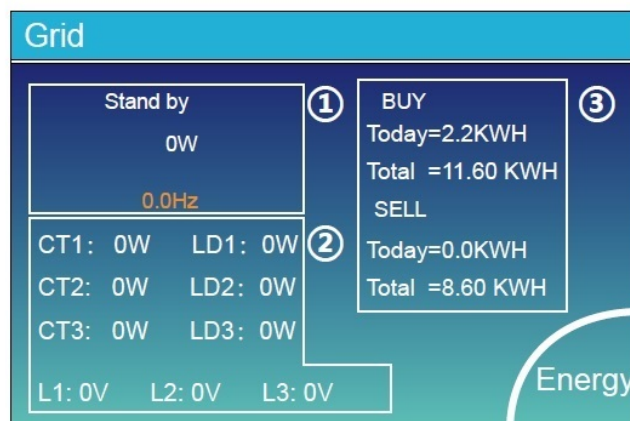 Grid
Stand by
①
0W
0.0Hz
CT1: 0W LD1: 0W
②
CT2: 0W LD2: 0W
CT3: 0W LD3: 0W
L1: 0V L2: 0V L3: 0V
BUY
③
Today=2.2KWH
Total =11.60 KWH
SELL
Today=0.0KWH
Total =8.60 KWH
Energy